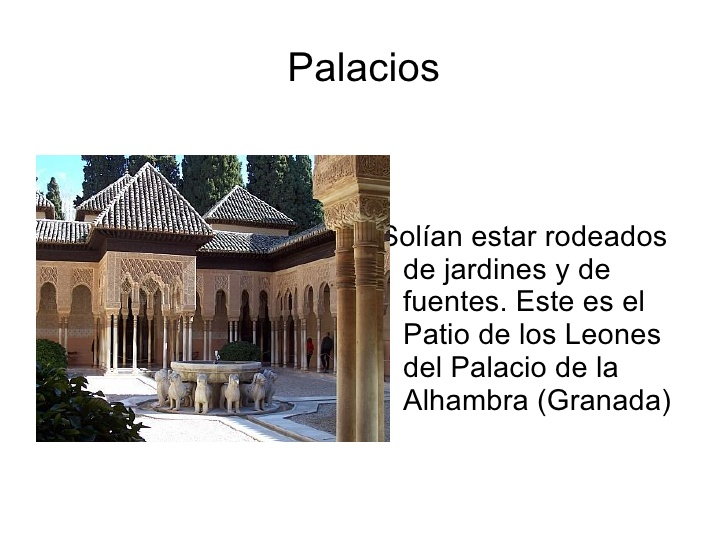 Palacios
Solían estar rodeados
de jardines y de
fuentes. Este es el
Patio de los Leones
del Palacio de la
Alhambra (Granada)